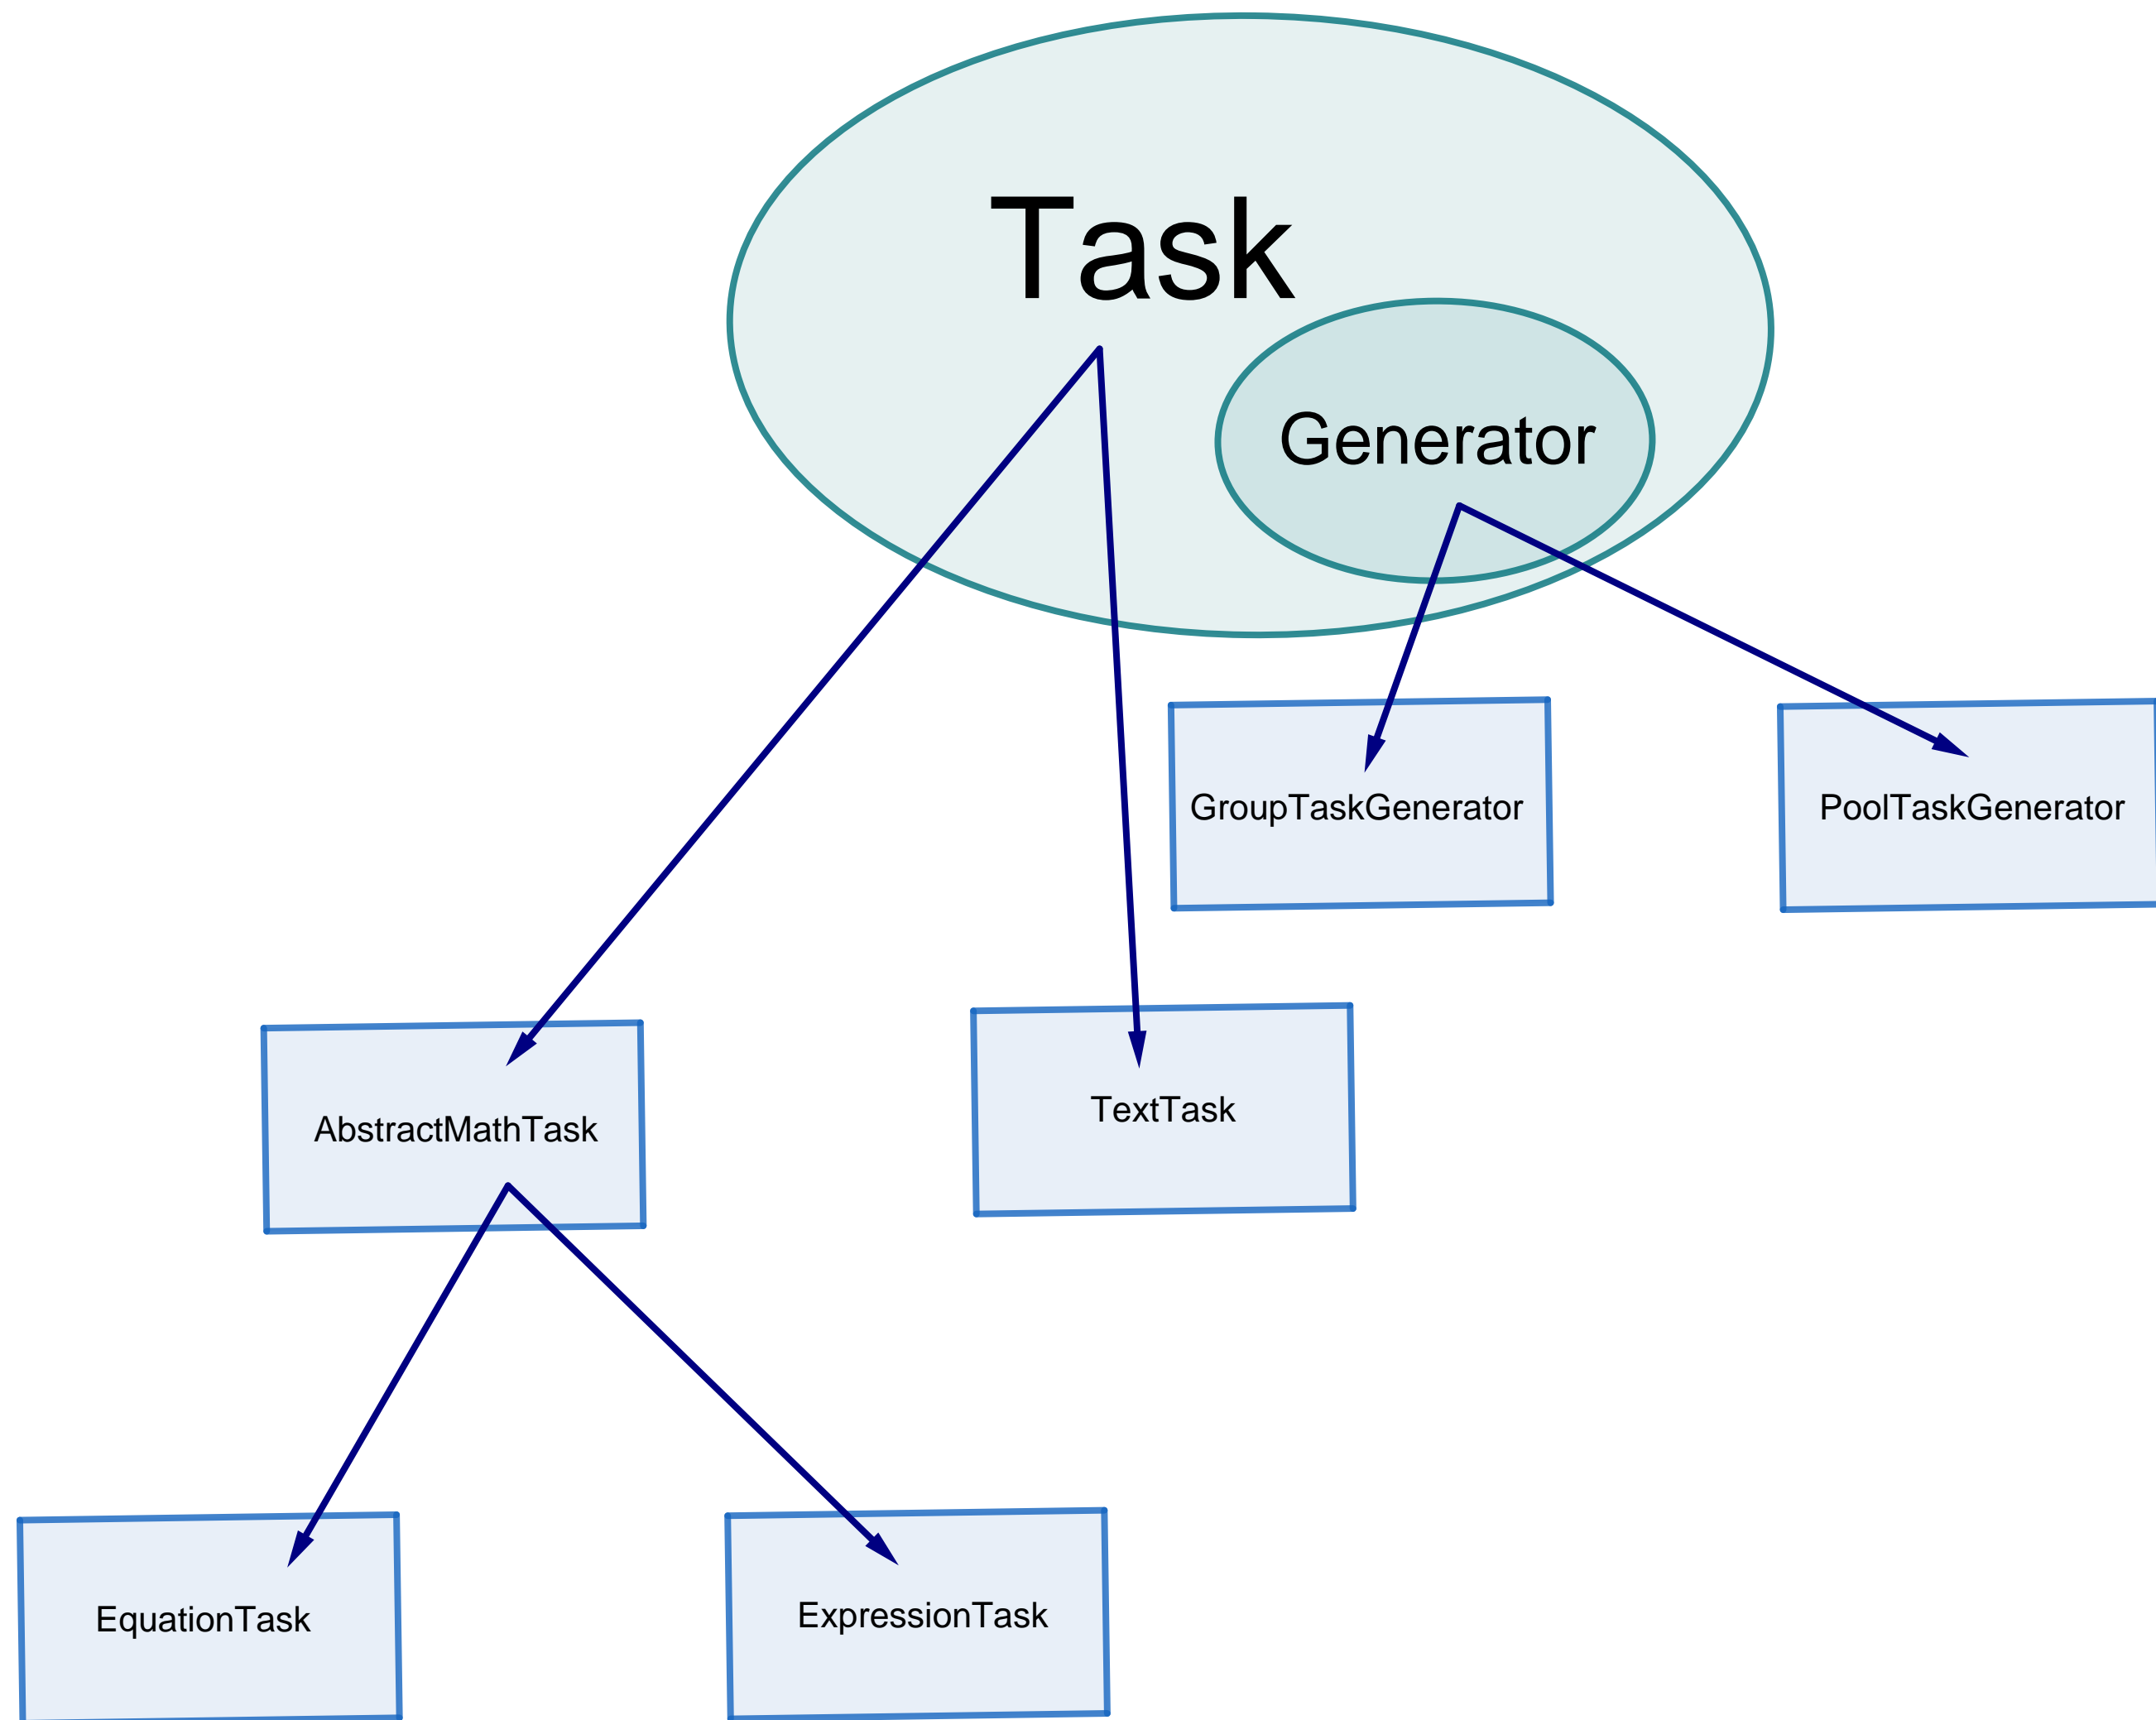 Task
Generator
GroupTaskGenerator
PoolTaskGenerator
AbstractMathTask
TextTask
EquationTask
ExpressionTask